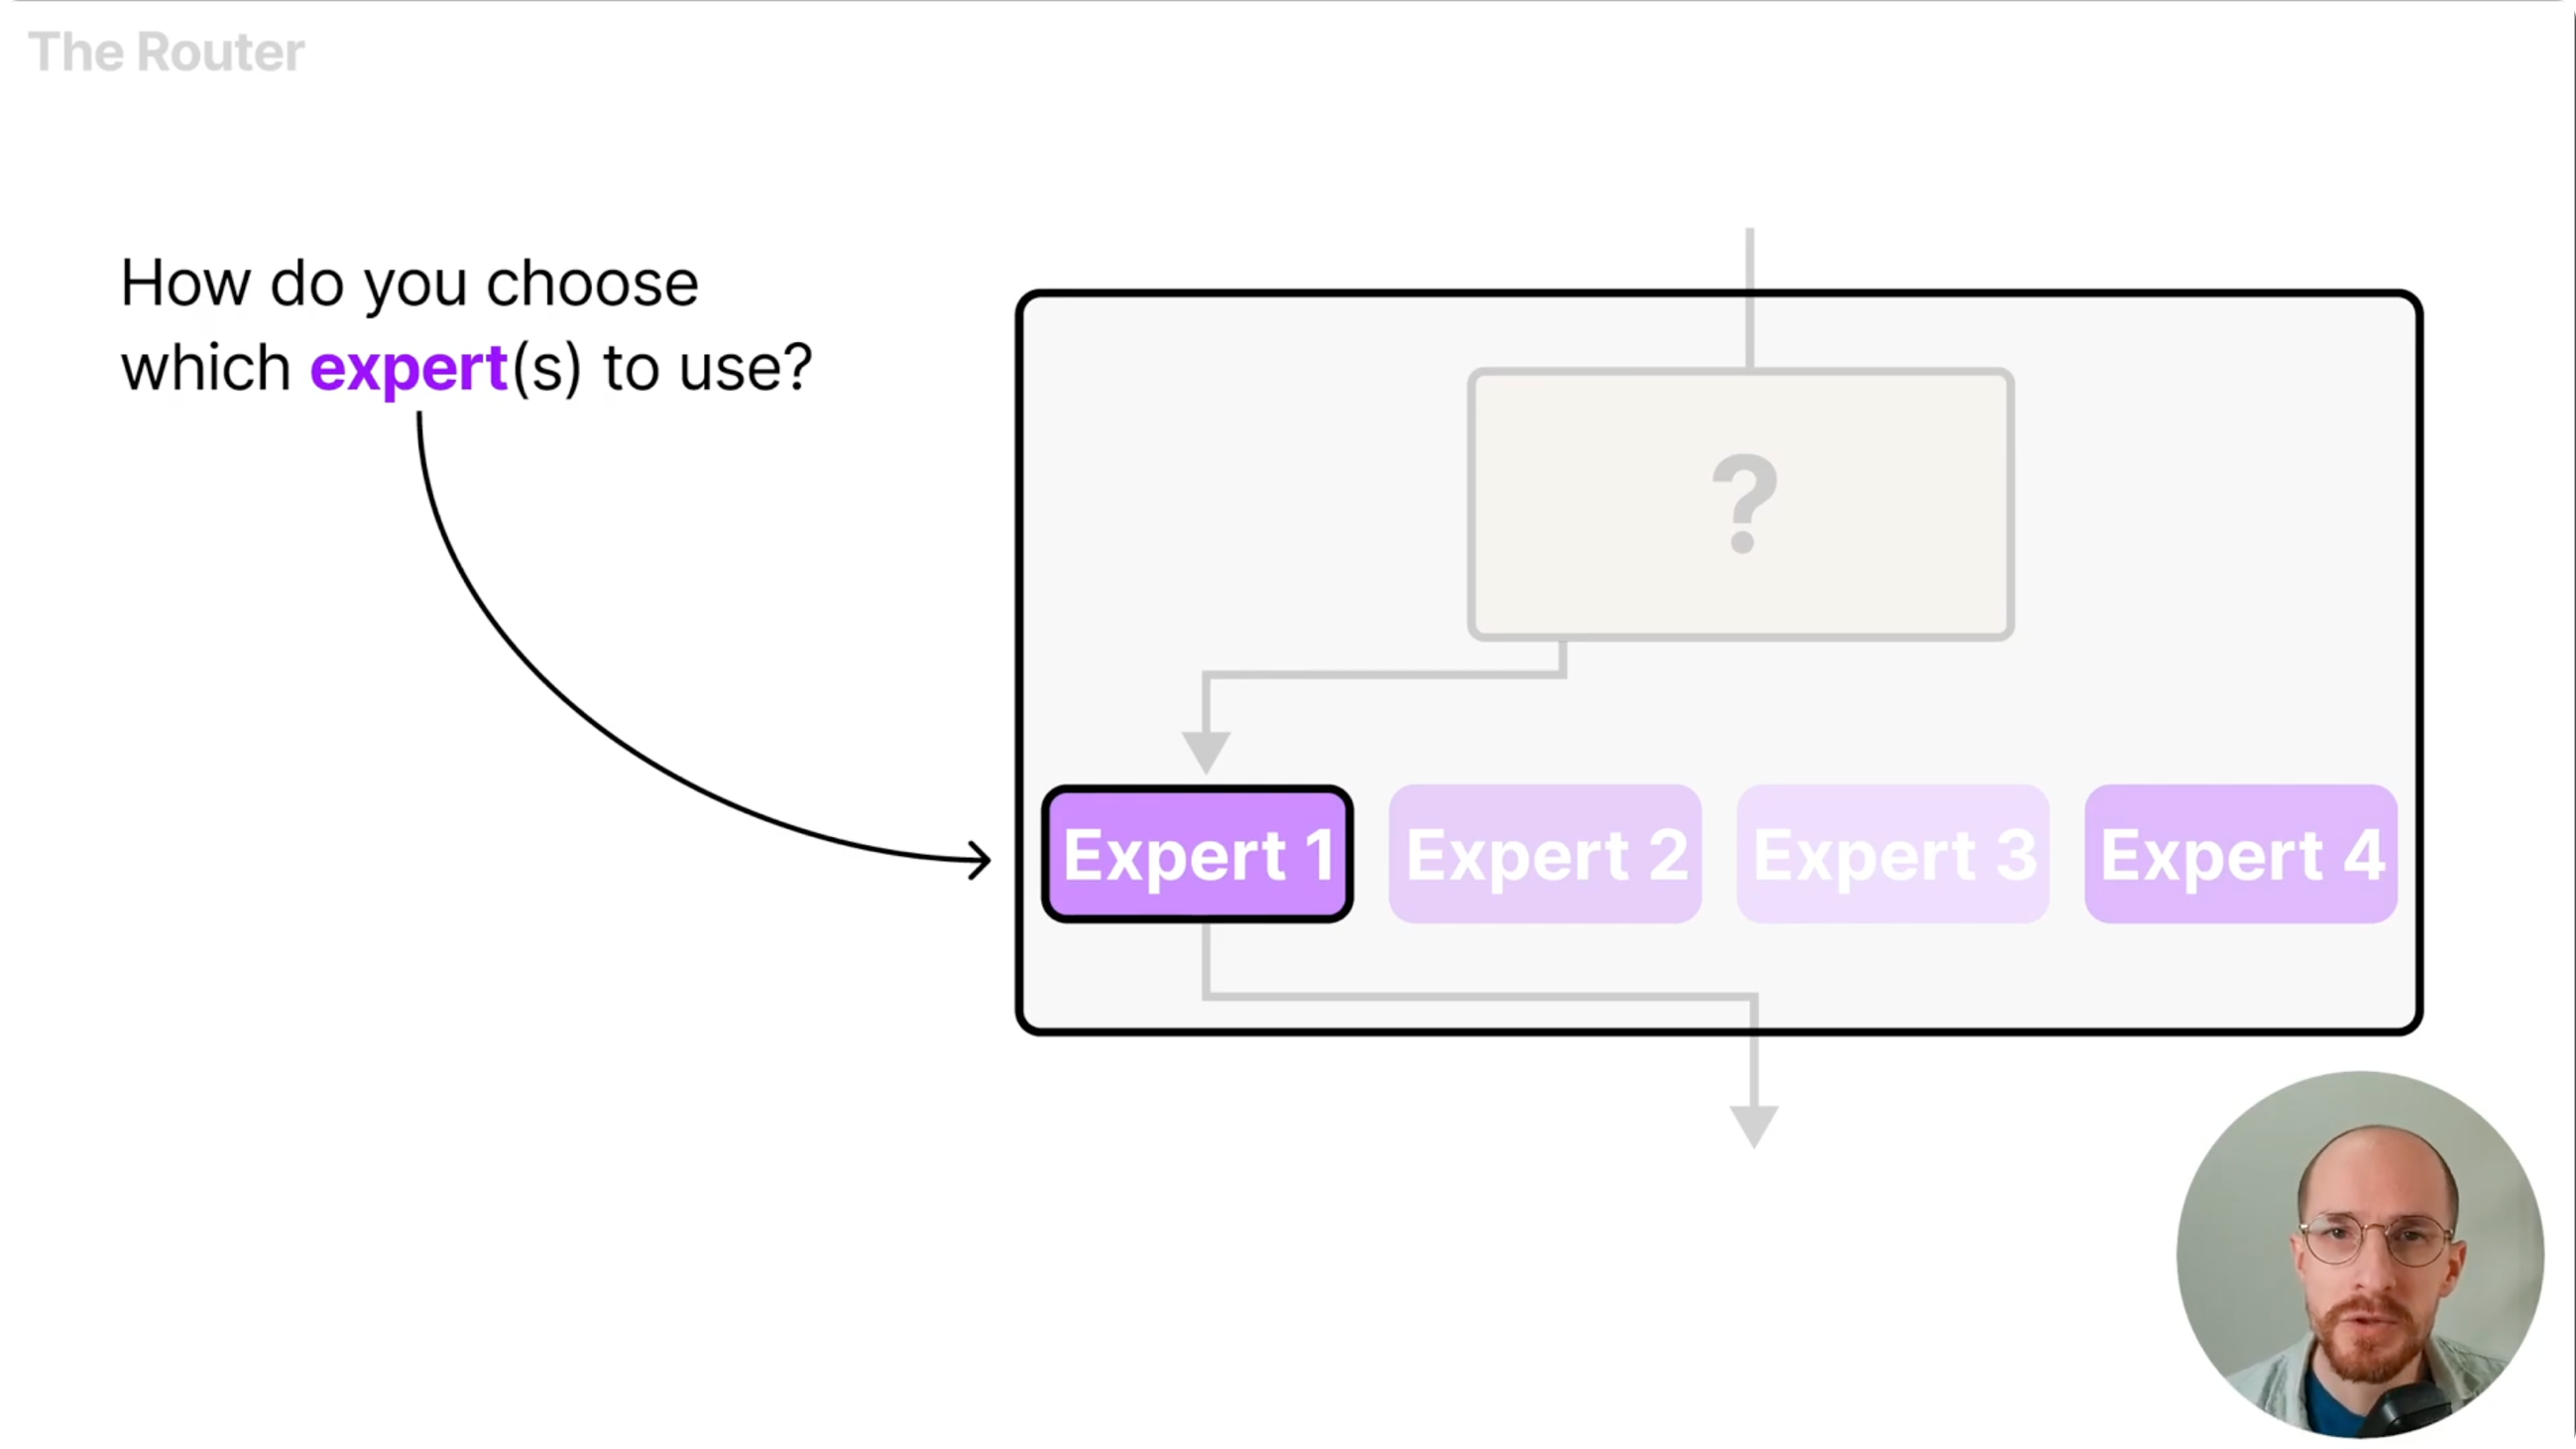 The Router
How do you choose
which expert(s) to use?
?
Expert 1
Expert 2
Expert 3
Expert 4